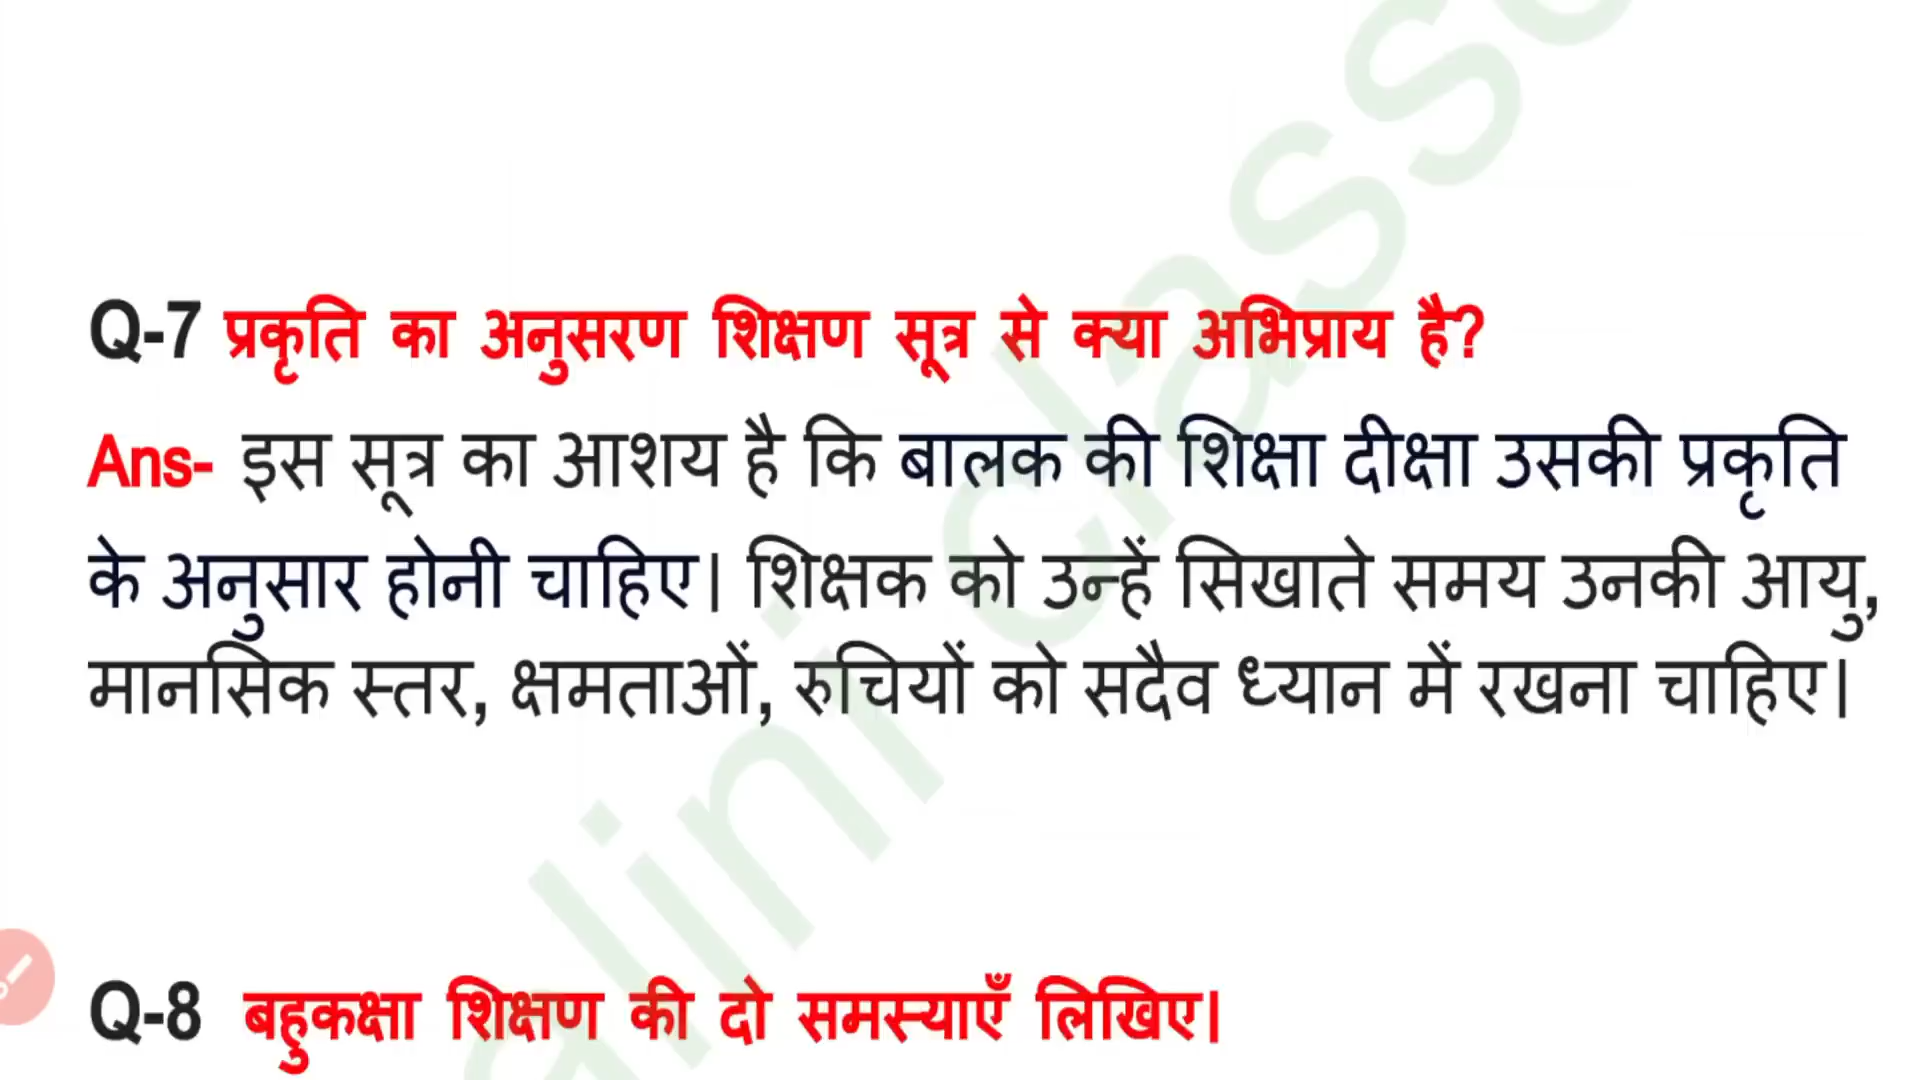 Q-7 प्रकृति का अनुसरण शिक्षण सूत्र से क्या अभिप्राय है?
Ans- इस सूत्र का आशय है कि बालक की शिक्षा दीक्षा उसकी प्रकृति
के अनुसार होनी चाहिए। शिक्षक को उन्हें सिखाते समय उनकी आयु,
मानसिक स्तर, क्षमताओं, रुचियों को सदैव ध्यान में रखना चाहिए।
Q-8 बहुकक्षा शिक्षण की दो समस्याएँ लिखिए।